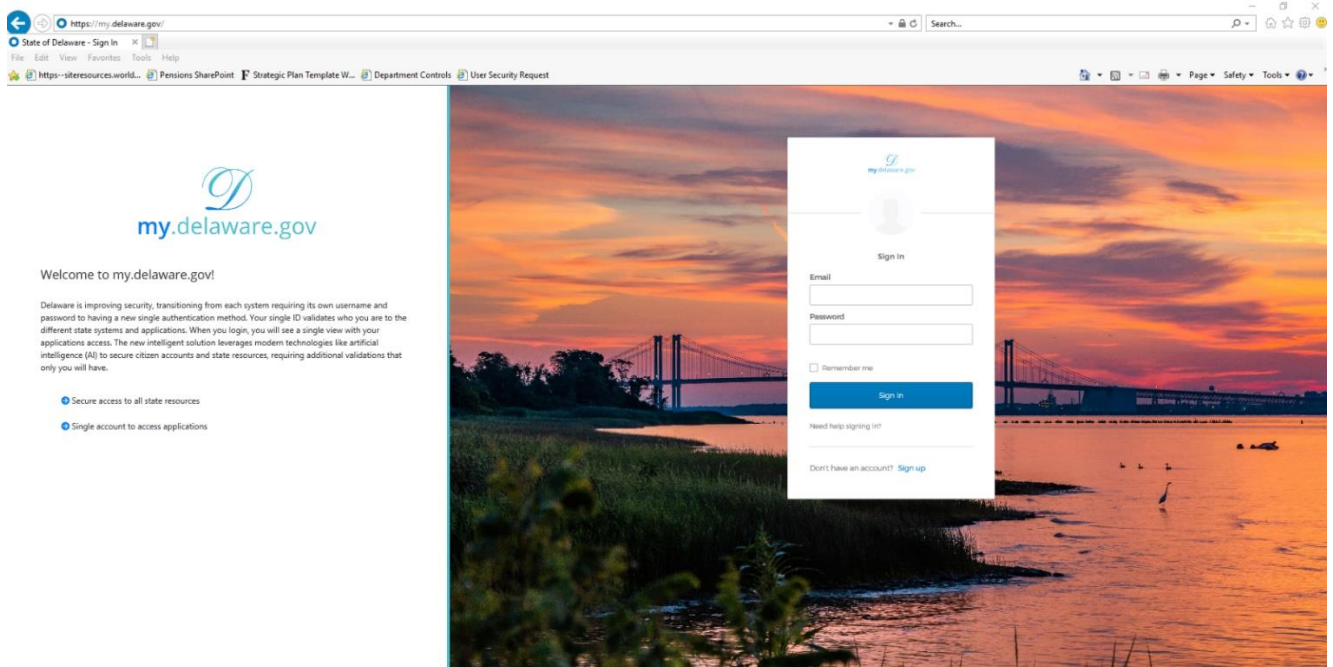 https://my.delaware.gov/
Search...
State of Delaware - Sign In
File Edit View Favorites Tools Help
https--siteresources.world... Pensions SharePoint F Strategic Plan Template W... Department Controls User Security Request
Page Safety Tools
D
my.delaware.gov
Welcome to my.delaware.gov!
Delaware is improving security, transitioning from each system requiring its own username and
password to having a new single authentication method. Your single ID validates who you are to the
different state systems and applications. When you login, you will see a single view with your
applications access. The new intelligent solution leverages modern technologies like artificial
intelligence (AI) to secure citizen accounts and state resources, requiring additional validations that
only you will have.
Secure access to all state resources
Single account to access applications
D
my.delaware.gov
Sign In
Email
Password
Remember me
Sign In
Need help signing in?
Don't have an account? Sign up